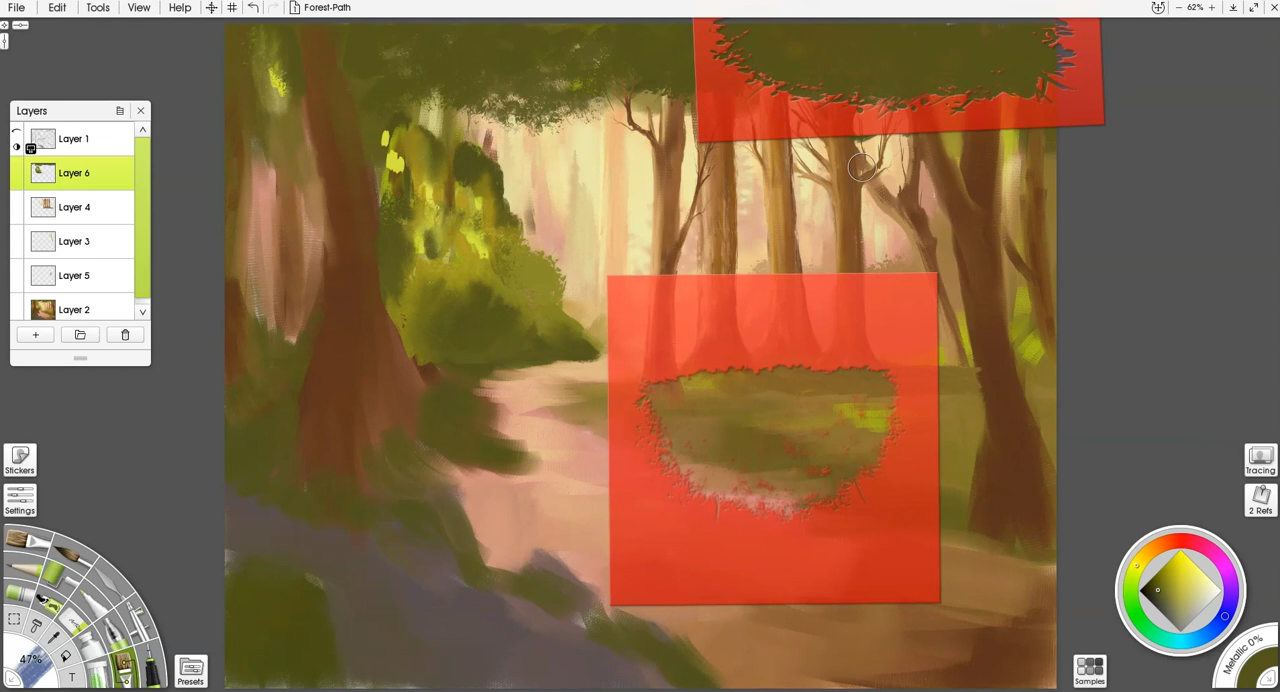 File Edit Tools View Help Forest-Path 62%
Layers
Layer 1
Layer 6
Layer 4
Layer 3
Layer 5
Layer 2
Stickers
Settings
47%
T
Presets
Tracing
2 Refs
Samples
Metallic 0%